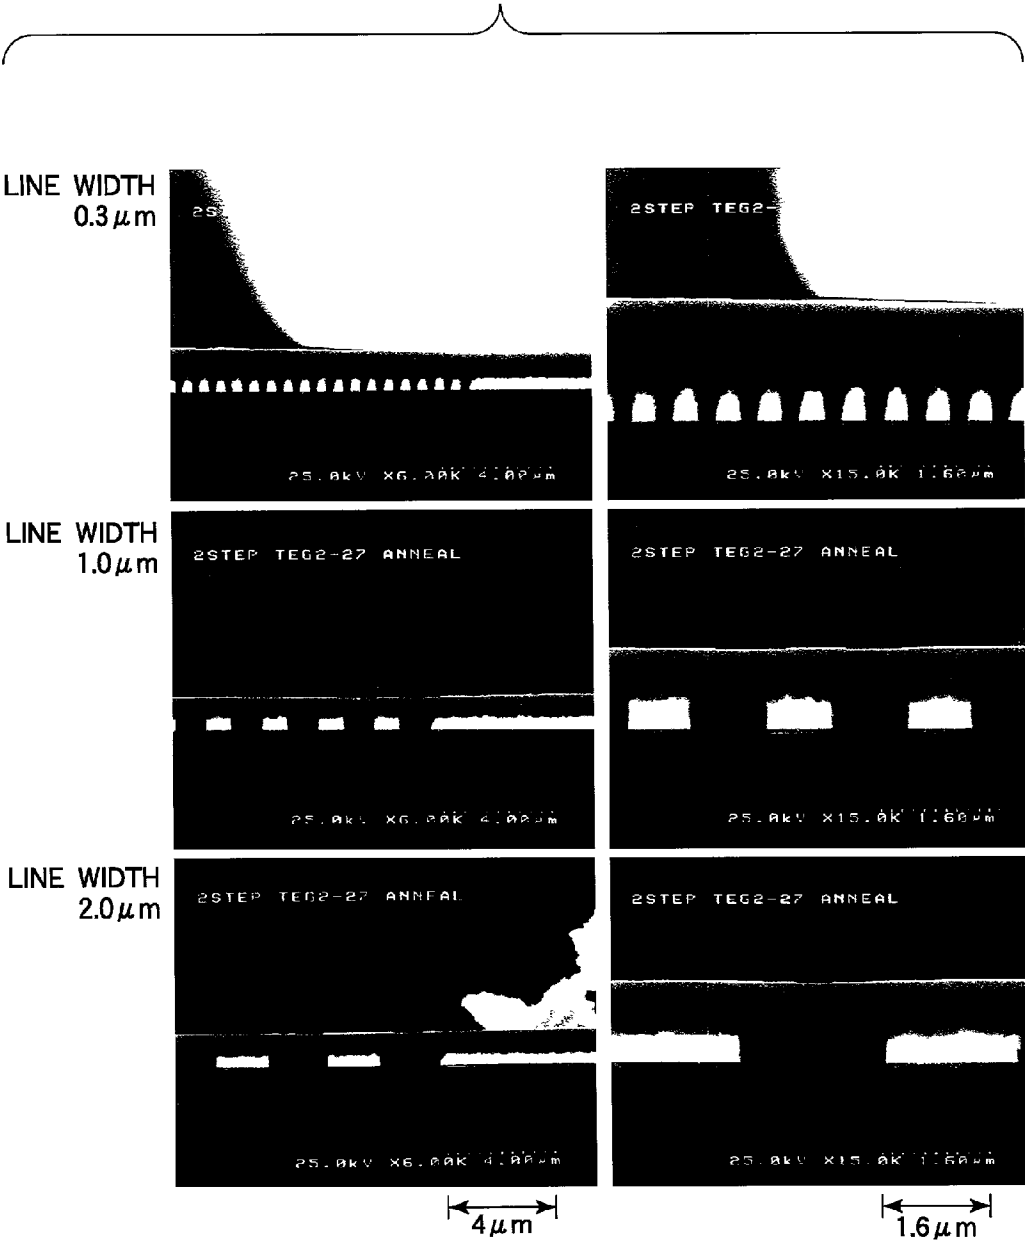 LINE WIDTH
0.3μm
2S
2STEP TEG2-
25.0kV X6.00K 4.00μm
25.0kV X15.0K 1.60μm
LINE WIDTH
1.0μm
2STEP TEG2-27 ANNEAL
2STEP TEG2-27 ANNEAL
25.0kV X6.00K 4.00μm
25.0kV X15.0K 1.60μm
LINE WIDTH
2.0μm
2STEP TEG2-27 ANNEAL
2STEP TEG2-27 ANNEAL
25.0kV X6.00K 4.00μm
25.0kV X15.0K 1.60μm
4μm
1.6μm